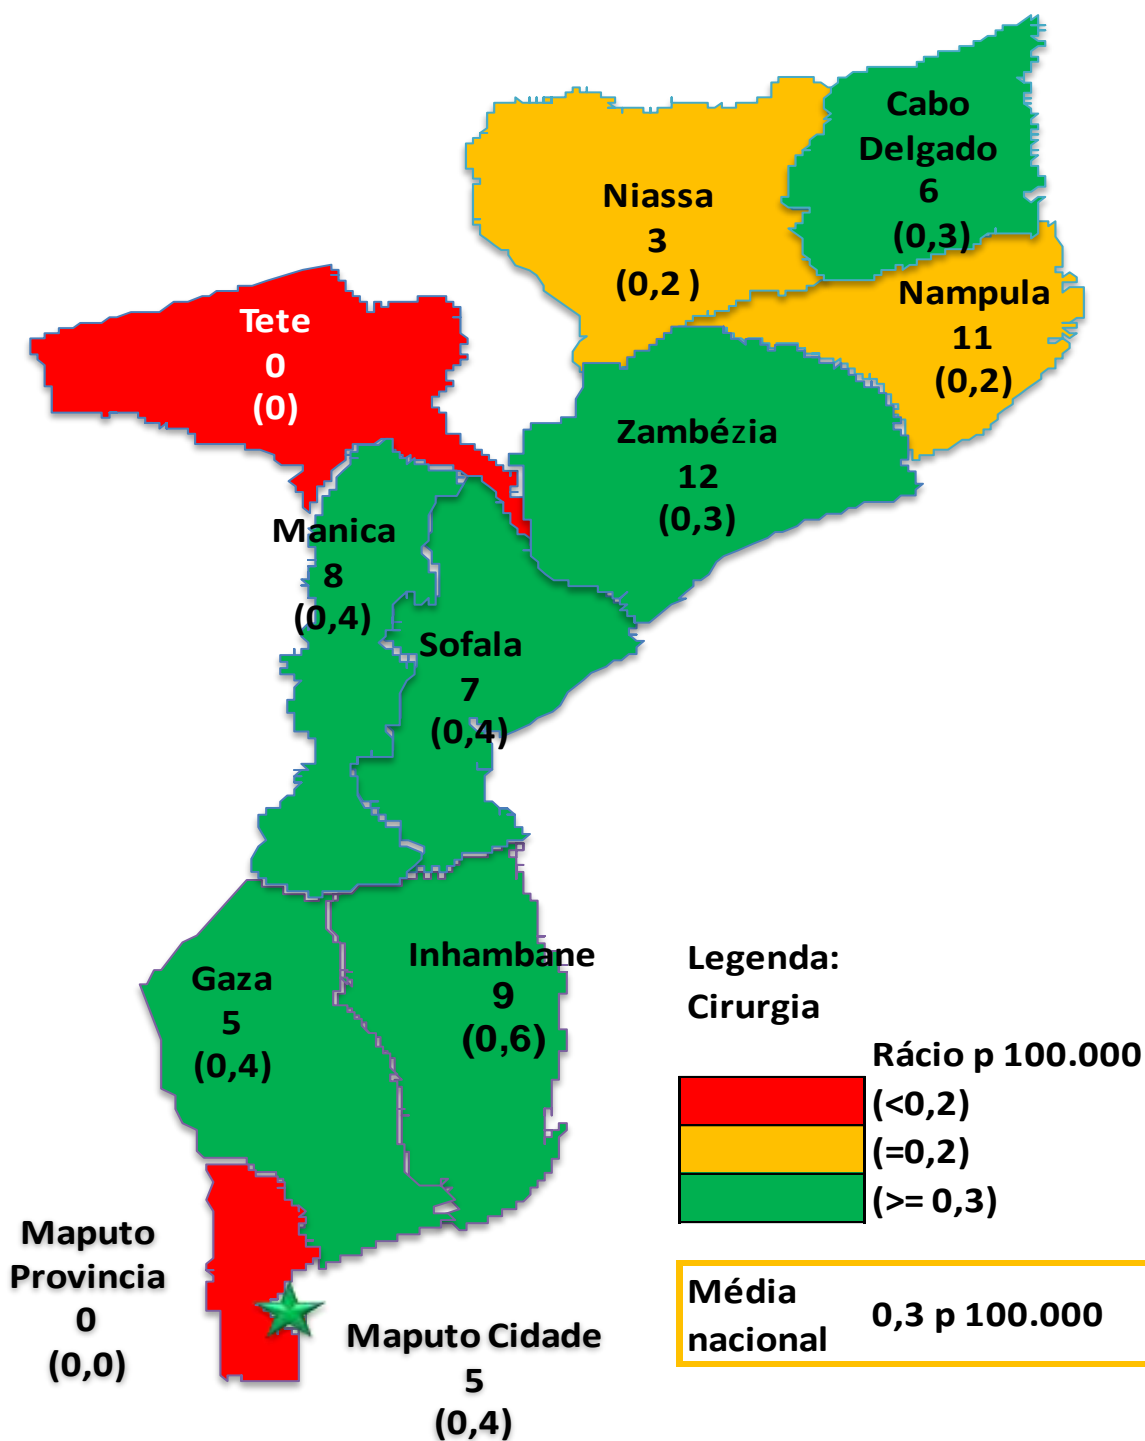 Cabo
Delgado
6
(0,3)
Niassa
3
(0,2 )
Nampula
11
(0,2)
Tete
0
(0)
Zambézia
12
(0,3)
Manica
8
(0,4)
Sofala
7
(0,4)
Inhambane
9
(0,6)
Gaza
5
(0,4)
Maputo
Provincia
0
(0,0)
Maputo Cidade
5
(0,4)
Legenda:
Cirurgia
Rácio p 100.000
(<0,2)
(=0,2)
(>= 0,3)
Média
nacional
0,3 p 100.000